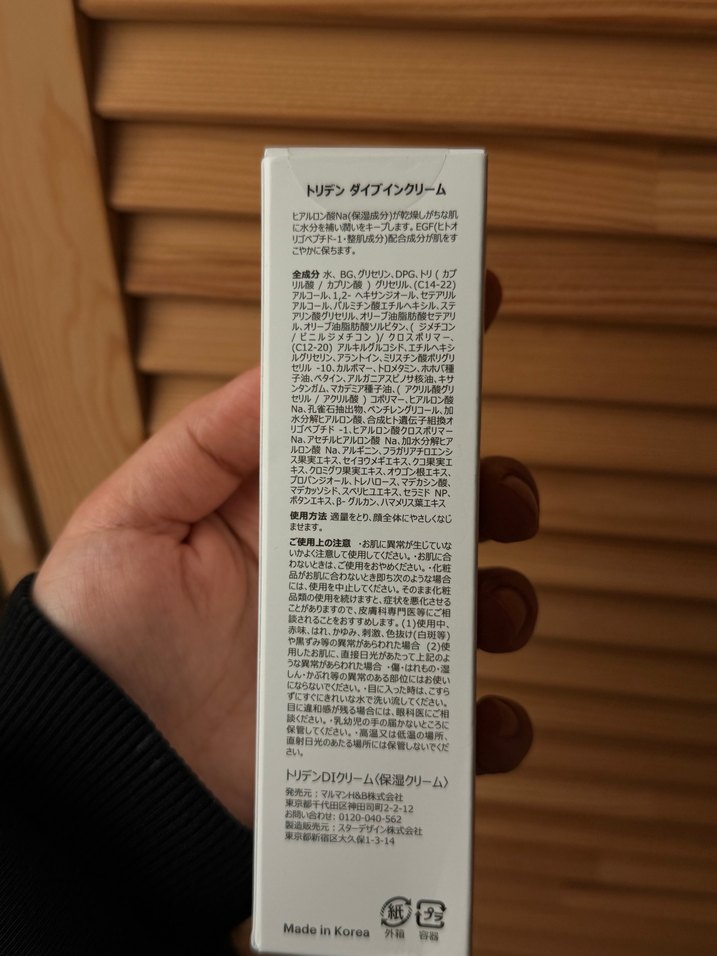 トリデン ダイブインクリーム
ヒアルロン酸Na(保湿成分)が乾燥しがちな肌
に水分を補い潤いをキープします。EGF(ヒトオ
リゴペプチド-1・整肌成分)配合成分が肌をす
こやかに保ちます。
全成分 水、BG、グリセリン、DPG、トリ ( カプ
リル酸 / カプリン酸 ) グリセリル、(C14-22)
アルコール、1,2- ヘキサンジオール、セテアリル
アルコール、パルミチン酸エチルヘキシル、ステ
アリン酸グリセリル、オリーブ油脂肪酸セテアリ
ル、オリーブ油脂肪酸ソルビタン、( ジメチコン
/ ビニルジメチコン )/ クロスポリマー、
(C12-20) アルキルグルコシド、エチルヘキシ
ルグリセリン、アラントイン、ミリスチン酸ポリグリ
セリル -10、カルボマー、トロメタミン、ホホバ種
子油、ベタイン、アルガニアスピノサ核油、キサ
ンタンガム、マカデミア種子油、( アクリル酸グリ
セリル / アクリル酸 ) コポリマー、ヒアルロン酸
Na、孔雀石抽出物、ペンチレングリコール、加
水分解ヒアルロン酸、合成ヒト遺伝子組換オ
リゴペプチド -1、ヒアルロン酸クロスポリマー
Na、アセチルヒアルロン酸 Na、加水分解ヒア
ルロン酸 Na、アルギニン、フラガリアチロエンシ
ス果実エキス、セイヨウメギエキス、クコ果実エ
キス、クロミグワ果実エキス、オウゴン根エキス、
プロパンジオール、トレハロース、マデカシン酸、
マデカッソシド、スベリヒユエキス、セラミド NP、
ボタンエキス、β- グルカン、ハマメリス葉エキス
使用方法 適量をとり、顔全体にやさしくなじ
ませます。
ご使用上の注意 ・お肌に異常が生じていな
いかよく注意して使用してください。・お肌に合
わないときは、ご使用をおやめください。・化粧
品がお肌に合わないとき即ち次のような場合
には、使用を中止してください。そのまま化粧
品類の使用を続けますと、症状を悪化させる
ことがありますので、皮膚科専門医等にご相
談されることをおすすめします。(1)使用中、
赤味、はれ、かゆみ、刺激、色抜け(白斑等)
や黒ずみ等の異常があらわれた場合 (2)使
用したお肌に、直接日光があたって上記のよ
うな異常があらわれた場合 ・傷・はれもの・湿
しん・かぶれ等の異常のある部位にはお使い
にならないでください。・目に入った時は、こすら
ずにすぐにきれいな水で洗い流してください。
目に違和感が残る場合には、眼科医にご相
談ください。・乳幼児の手の届かないところに
保管してください。・高温又は低温の場所、
直射日光のあたる場所には保管しないでくだ
さい。
トリデンDIクリーム〈保湿クリーム〉
発売元：マルマンH&B株式会社
東京都千代田区神田司町2-2-12
お問い合わせ: 0120-040-562
製造販売元：スターデザイン株式会社
東京都新宿区大久保1-3-14
Made in Korea 紙 外箱 プラ 容器